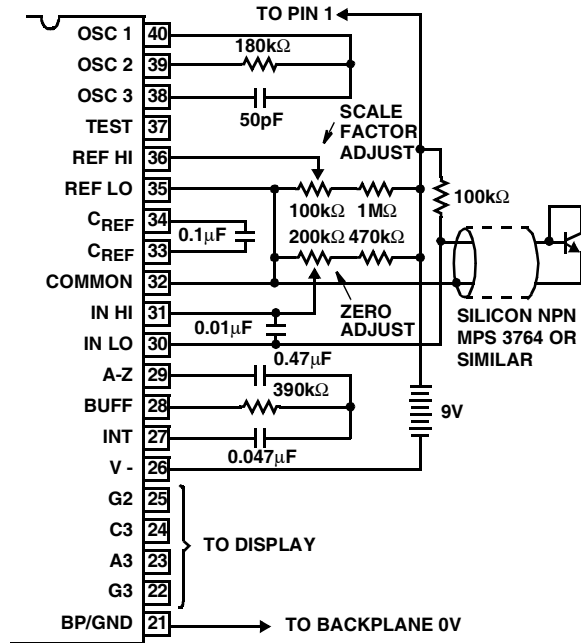 TO PIN 1
OSC 1 40
180kΩ
OSC 2 39
OSC 3 38
50pF
TEST 37
SCALE
FACTOR
ADJUST
REF HI 36
REF LO 35
100kΩ 1MΩ
100kΩ
CREF 34
0.1µF
200kΩ 470kΩ
CREF 33
COMMON 32
ZERO
ADJUST
IN HI 31
0.01µF
IN LO 30
SILICON NPN
MPS 3764 OR
SIMILAR
0.47µF
A-Z 29
390kΩ
BUFF 28
9V
INT 27
0.047µF
V - 26
G2 25
C3 24
TO DISPLAY
A3 23
G3 22
BP/GND 21
TO BACKPLANE 0V